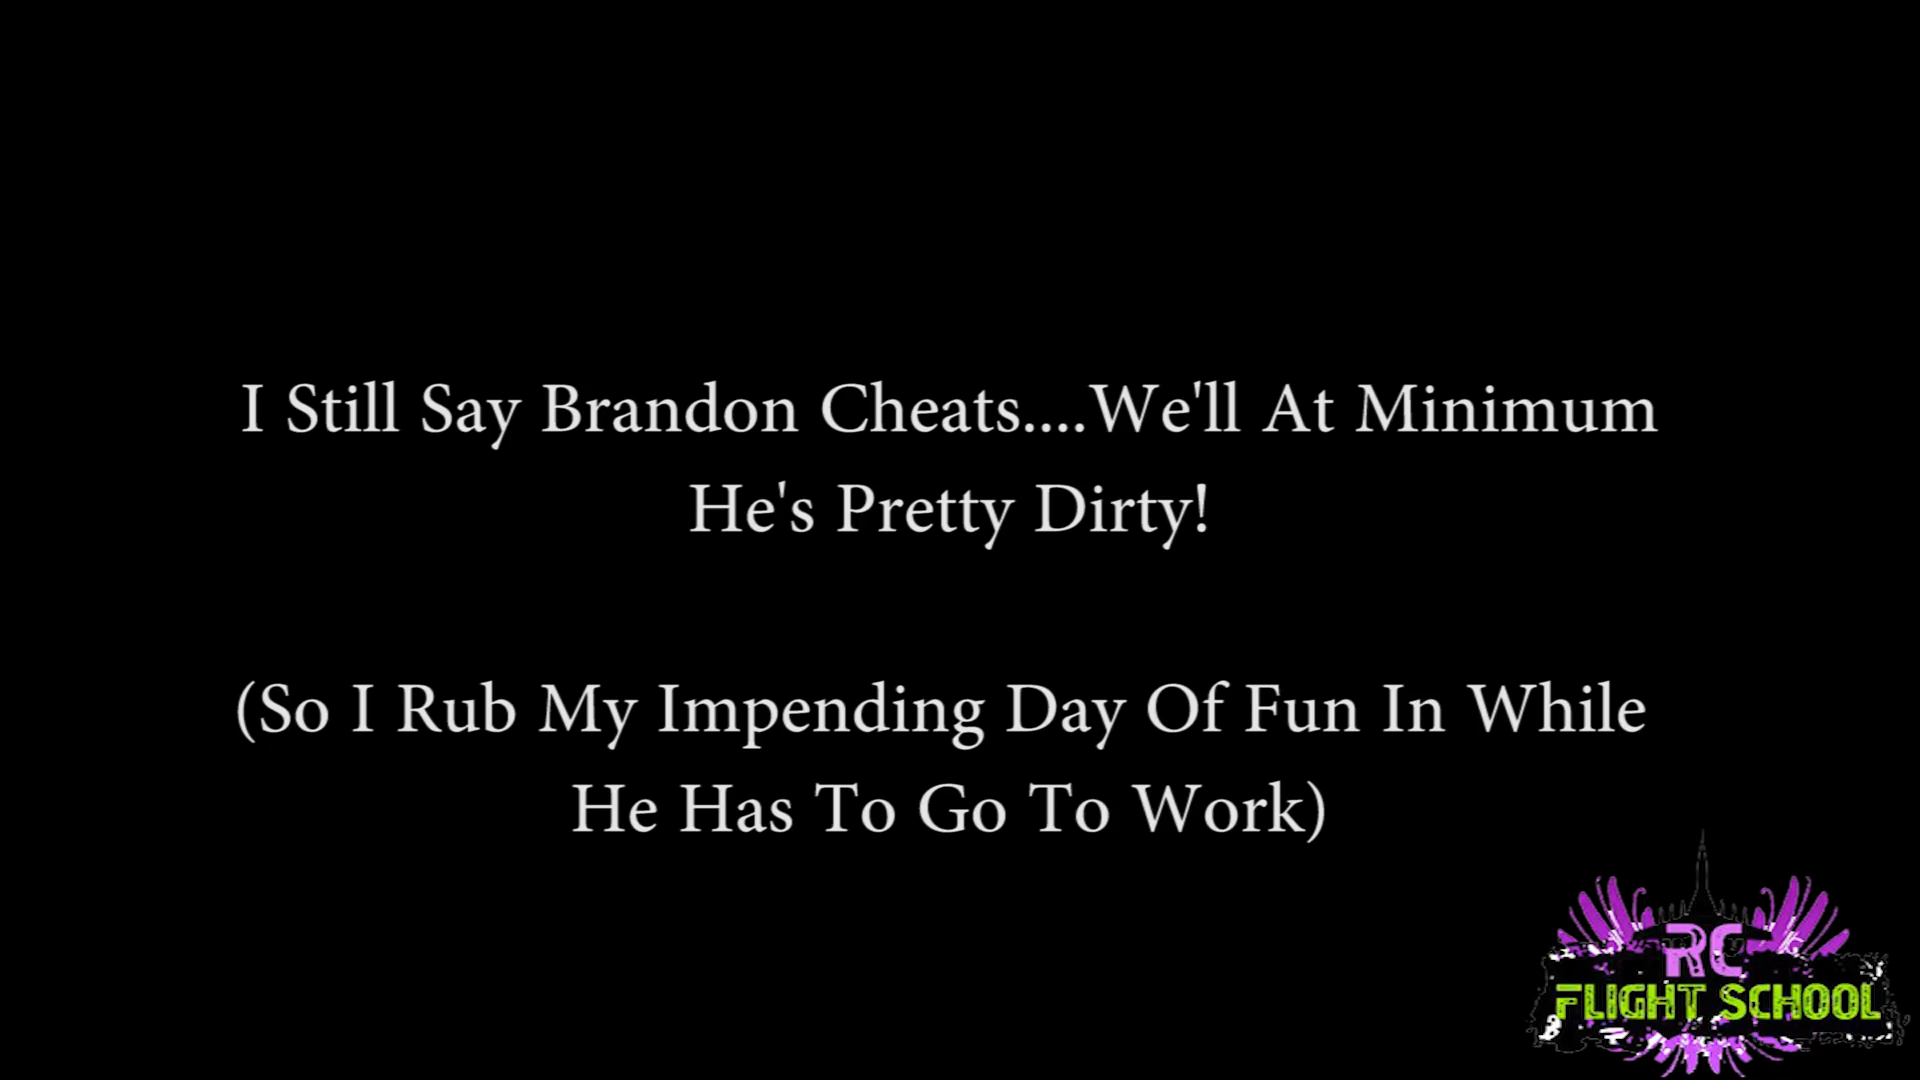 I Still Say Brandon Cheats....We'll At Minimum
He's Pretty Dirty!
(So I Rub My Impending Day Of Fun In While
He Has To Go To Work)
RC
FLIGHT SCHOOL